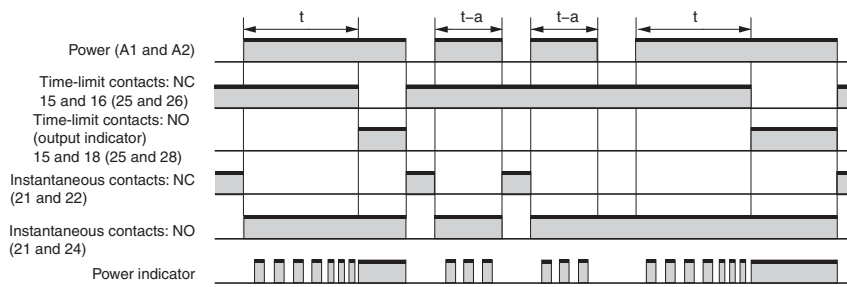 t
t–a
t–a
t
Power (A1 and A2)
Time-limit contacts: NC
15 and 16 (25 and 26)
Time-limit contacts: NO
(output indicator)
15 and 18 (25 and 28)
Instantaneous contacts: NC
(21 and 22)
Instantaneous contacts: NO
(21 and 24)
Power indicator